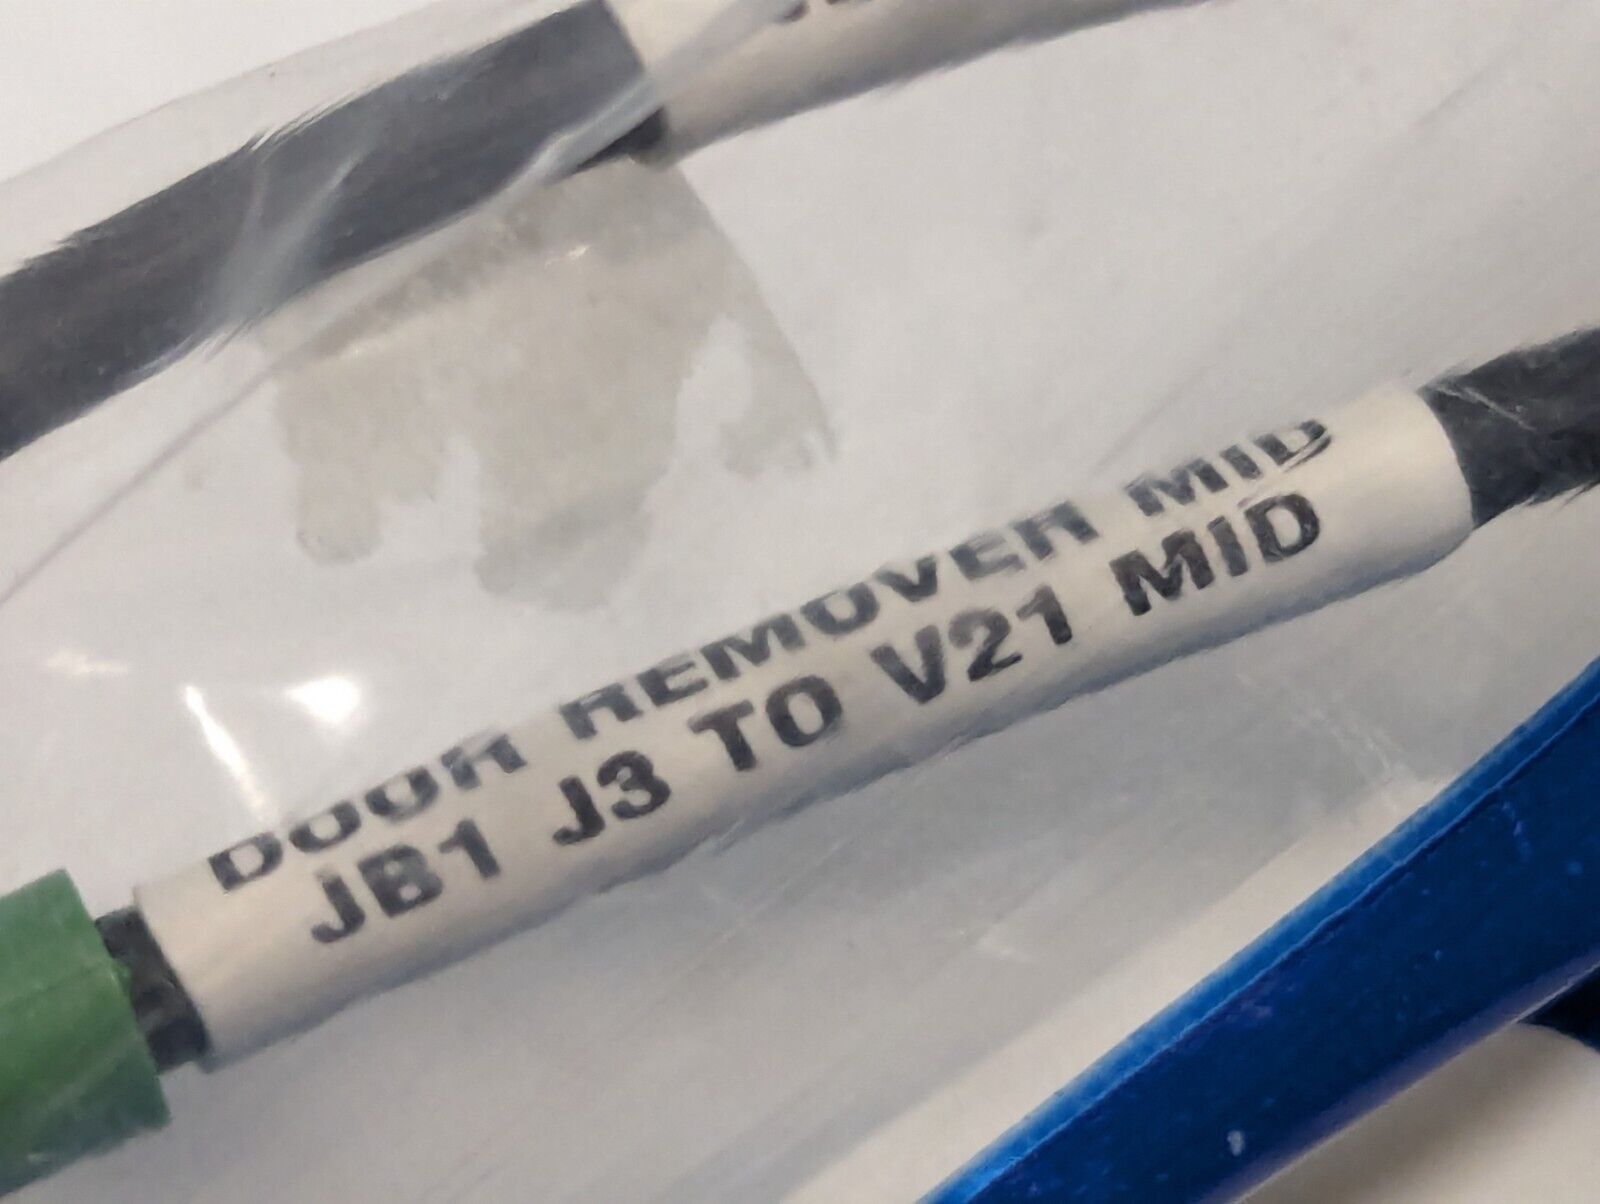 DOOR REMOVER MID
JB1 J3 TO V21 MID